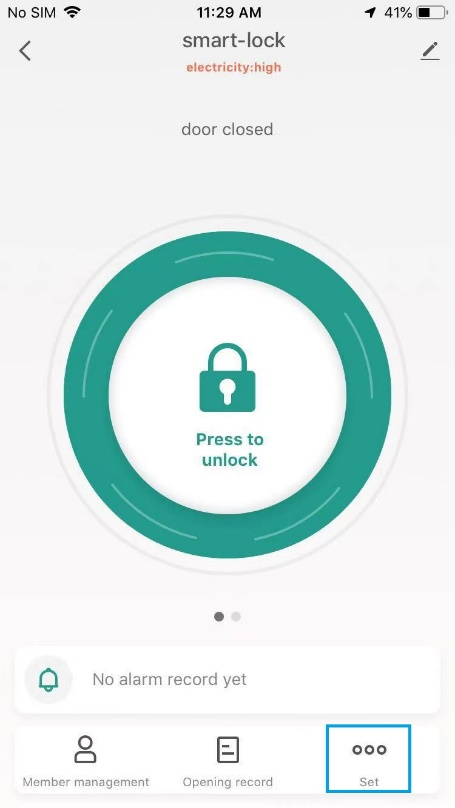 No SIM 11:29 AM 41%
smart-lock
electricity:high
door closed
Press to
unlock
No alarm record yet
Member management Opening record Set